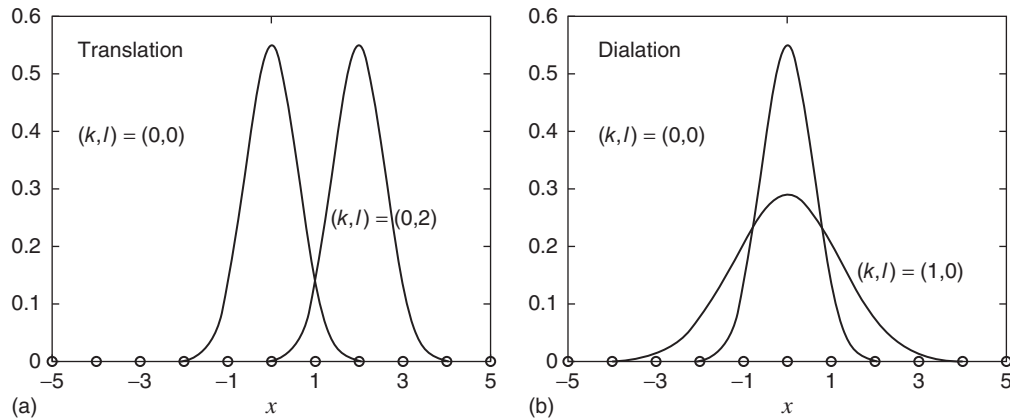 0.6
0.5
0.4
0.3
0.2
0.1
0
Translation
(k,l) = (0,0)
(k,l) = (0,2)
−5
−3
−1
1
3
5
(a)
x
0.6
0.5
0.4
0.3
0.2
0.1
0
Dialation
(k,l) = (0,0)
(k,l) = (1,0)
−5
−3
−1
1
3
5
(b)
x